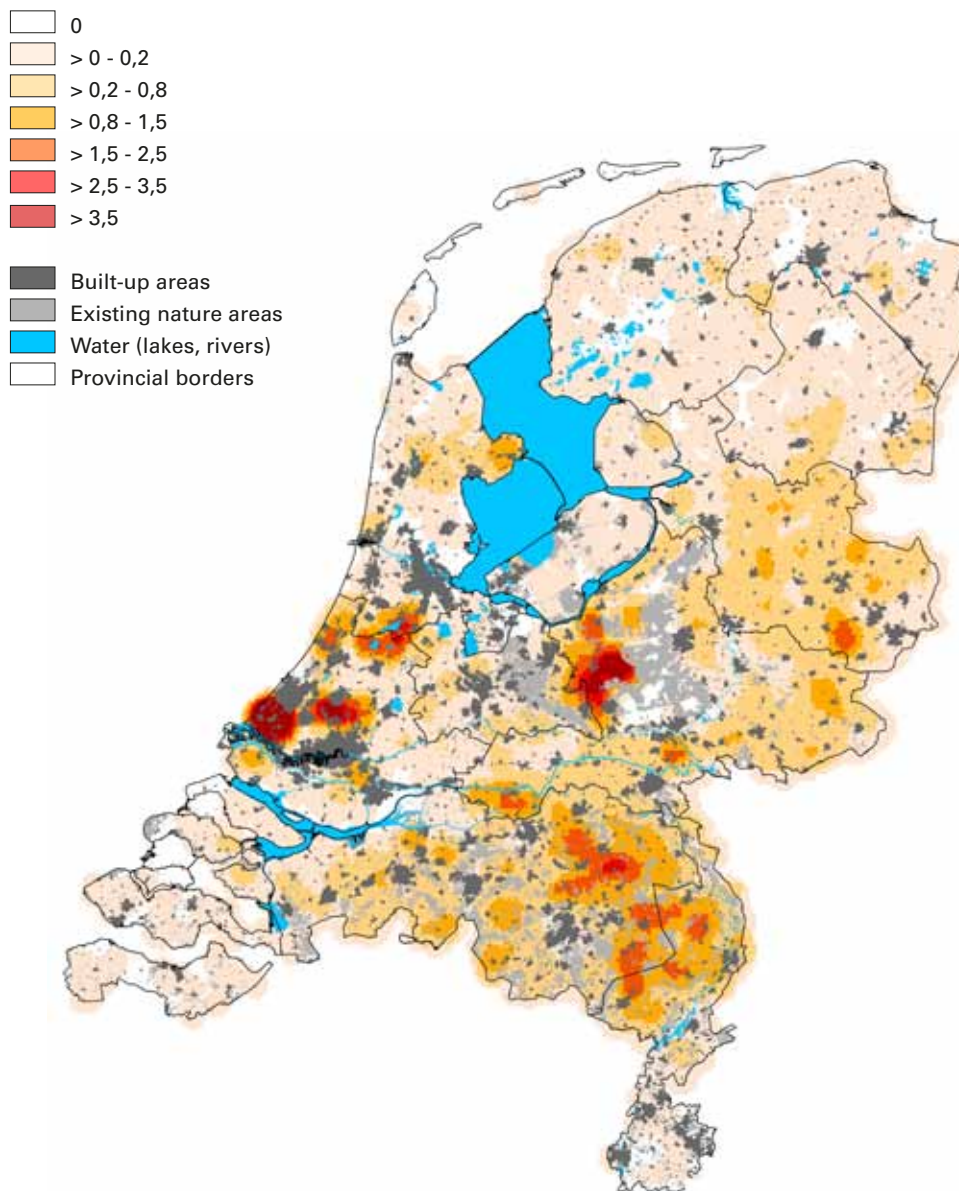 0
> 0 - 0,2
> 0,2 - 0,8
> 0,8 - 1,5
> 1,5 - 2,5
> 2,5 - 3,5
> 3,5
Built-up areas
Existing nature areas
Water (lakes, rivers)
Provincial borders